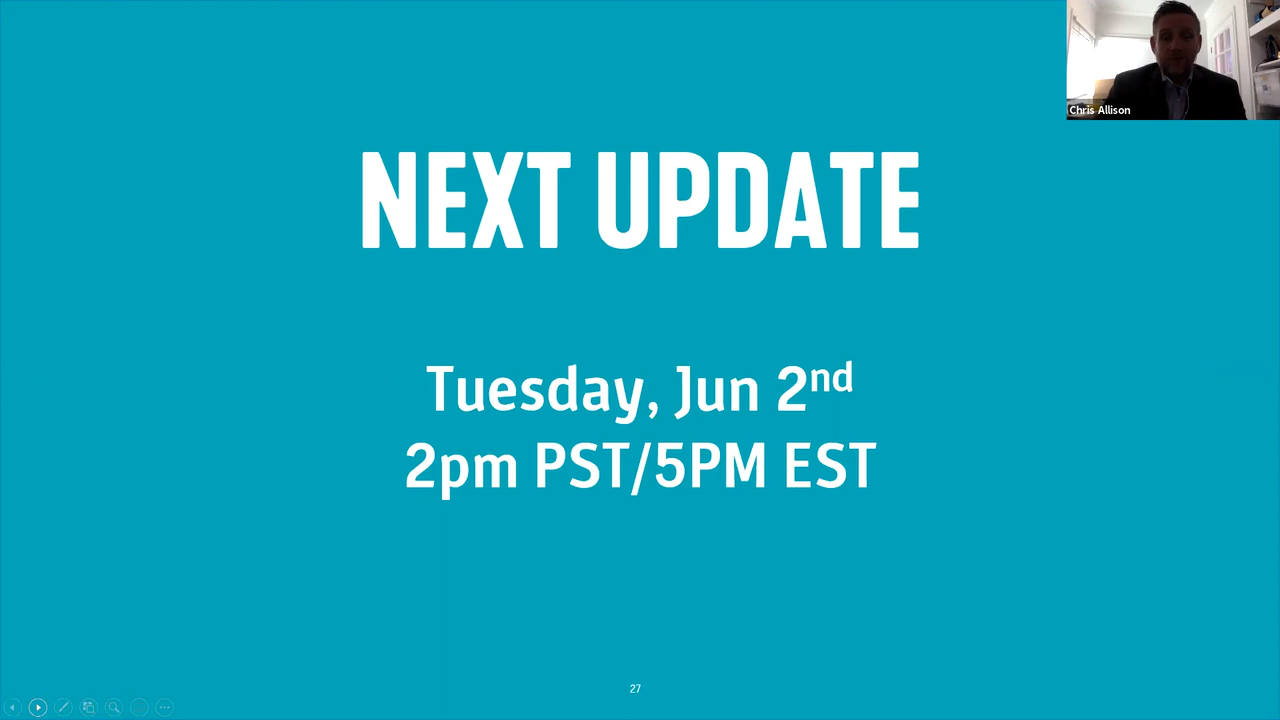 Chris Allison
NEXT UPDATE
Tuesday, Jun 2nd
2pm PST/5PM EST
27